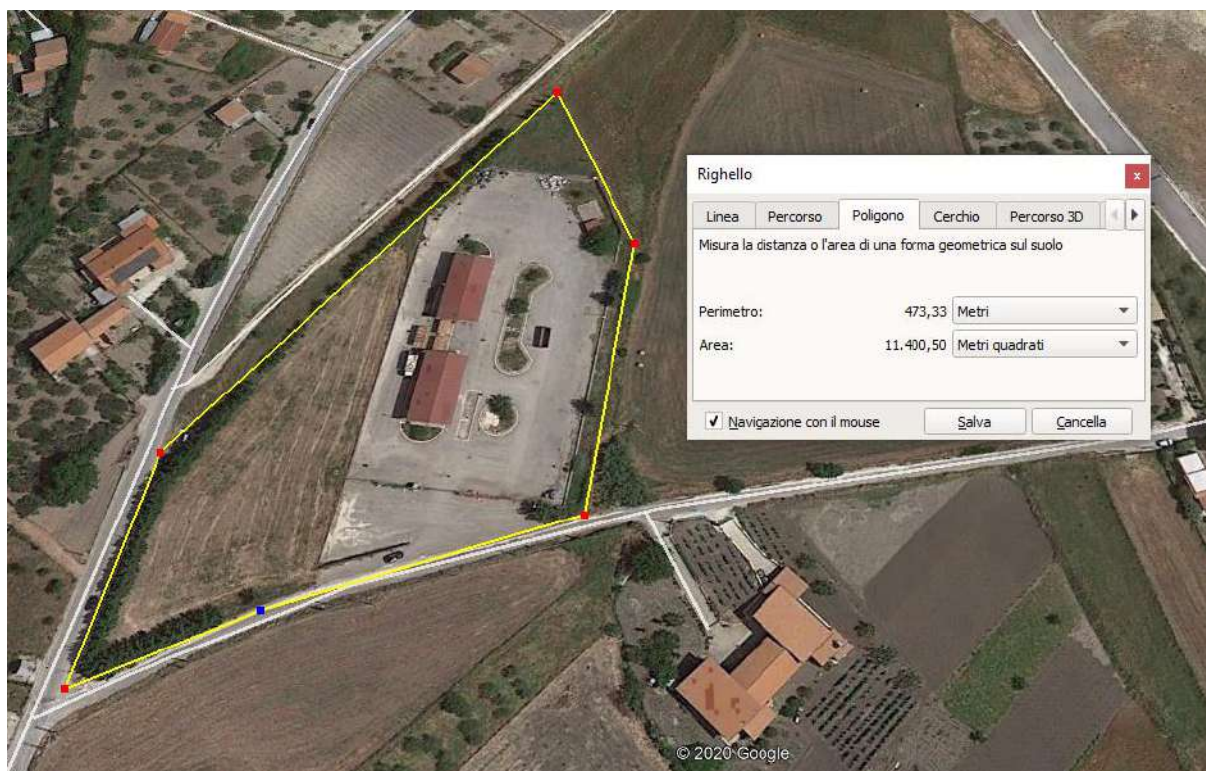 Righello
x
Linea Percorso Poligono Cerchio Percorso 3D
Misura la distanza o l'area di una forma geometrica sul suolo
Perimetro: 473,33 Metri
Area: 11.400,50 Metri quadrati
Navigazione con il mouse Salva Cancella
© 2020 Google